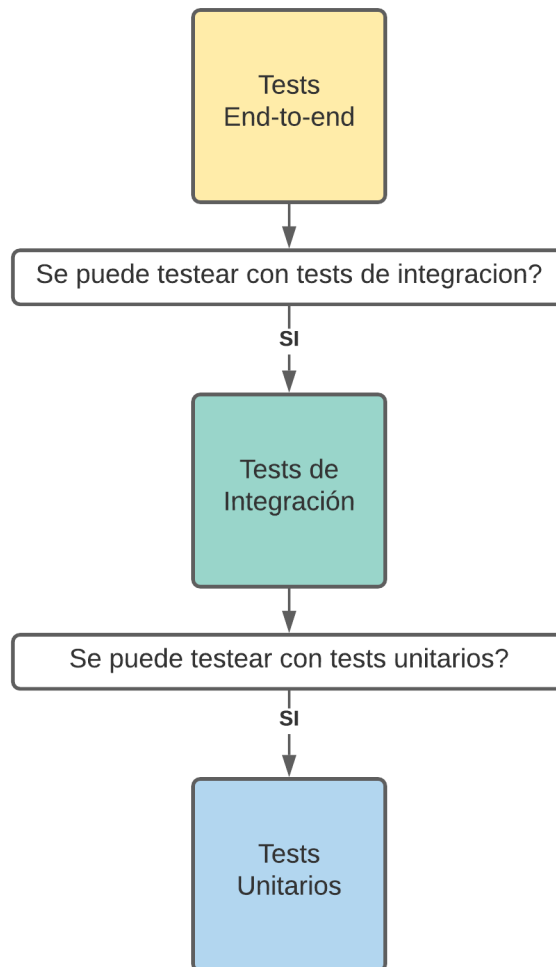 Tests
End-to-end
Se puede testear con tests de integracion?
SI
Tests de
Integración
Se puede testear con tests unitarios?
SI
Tests
Unitarios